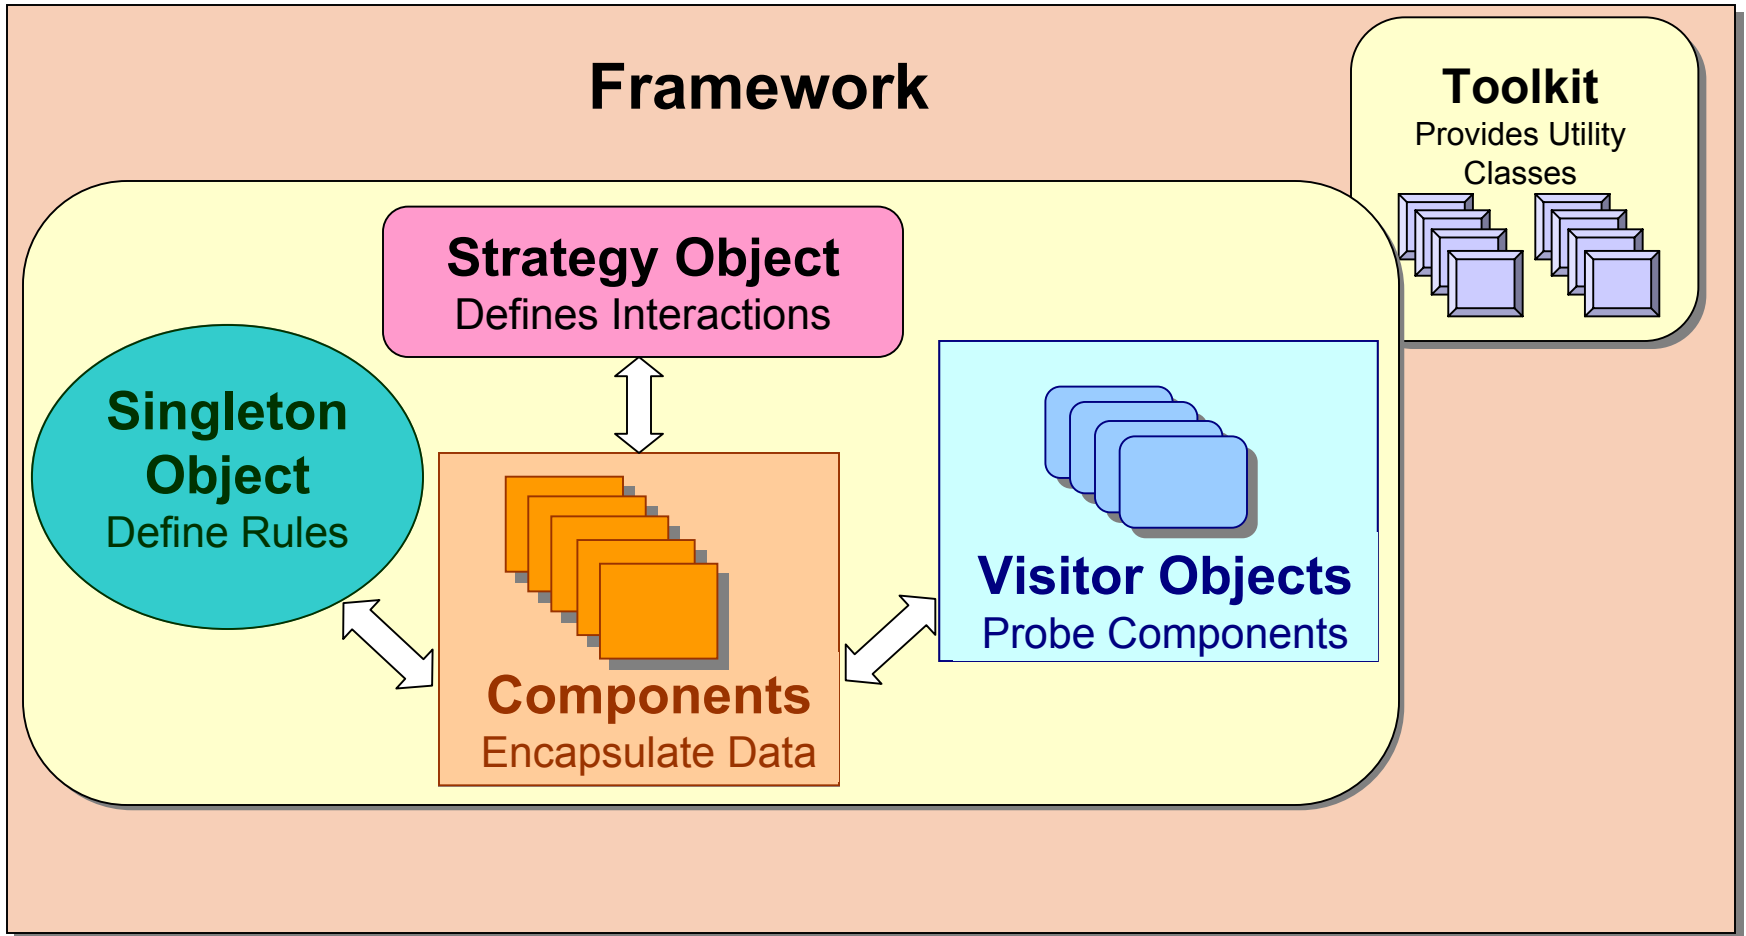 Framework
Toolkit
Provides Utility
Classes
Strategy Object
Defines Interactions
Singleton
Object
Define Rules
Visitor Objects
Probe Components
Components
Encapsulate Data